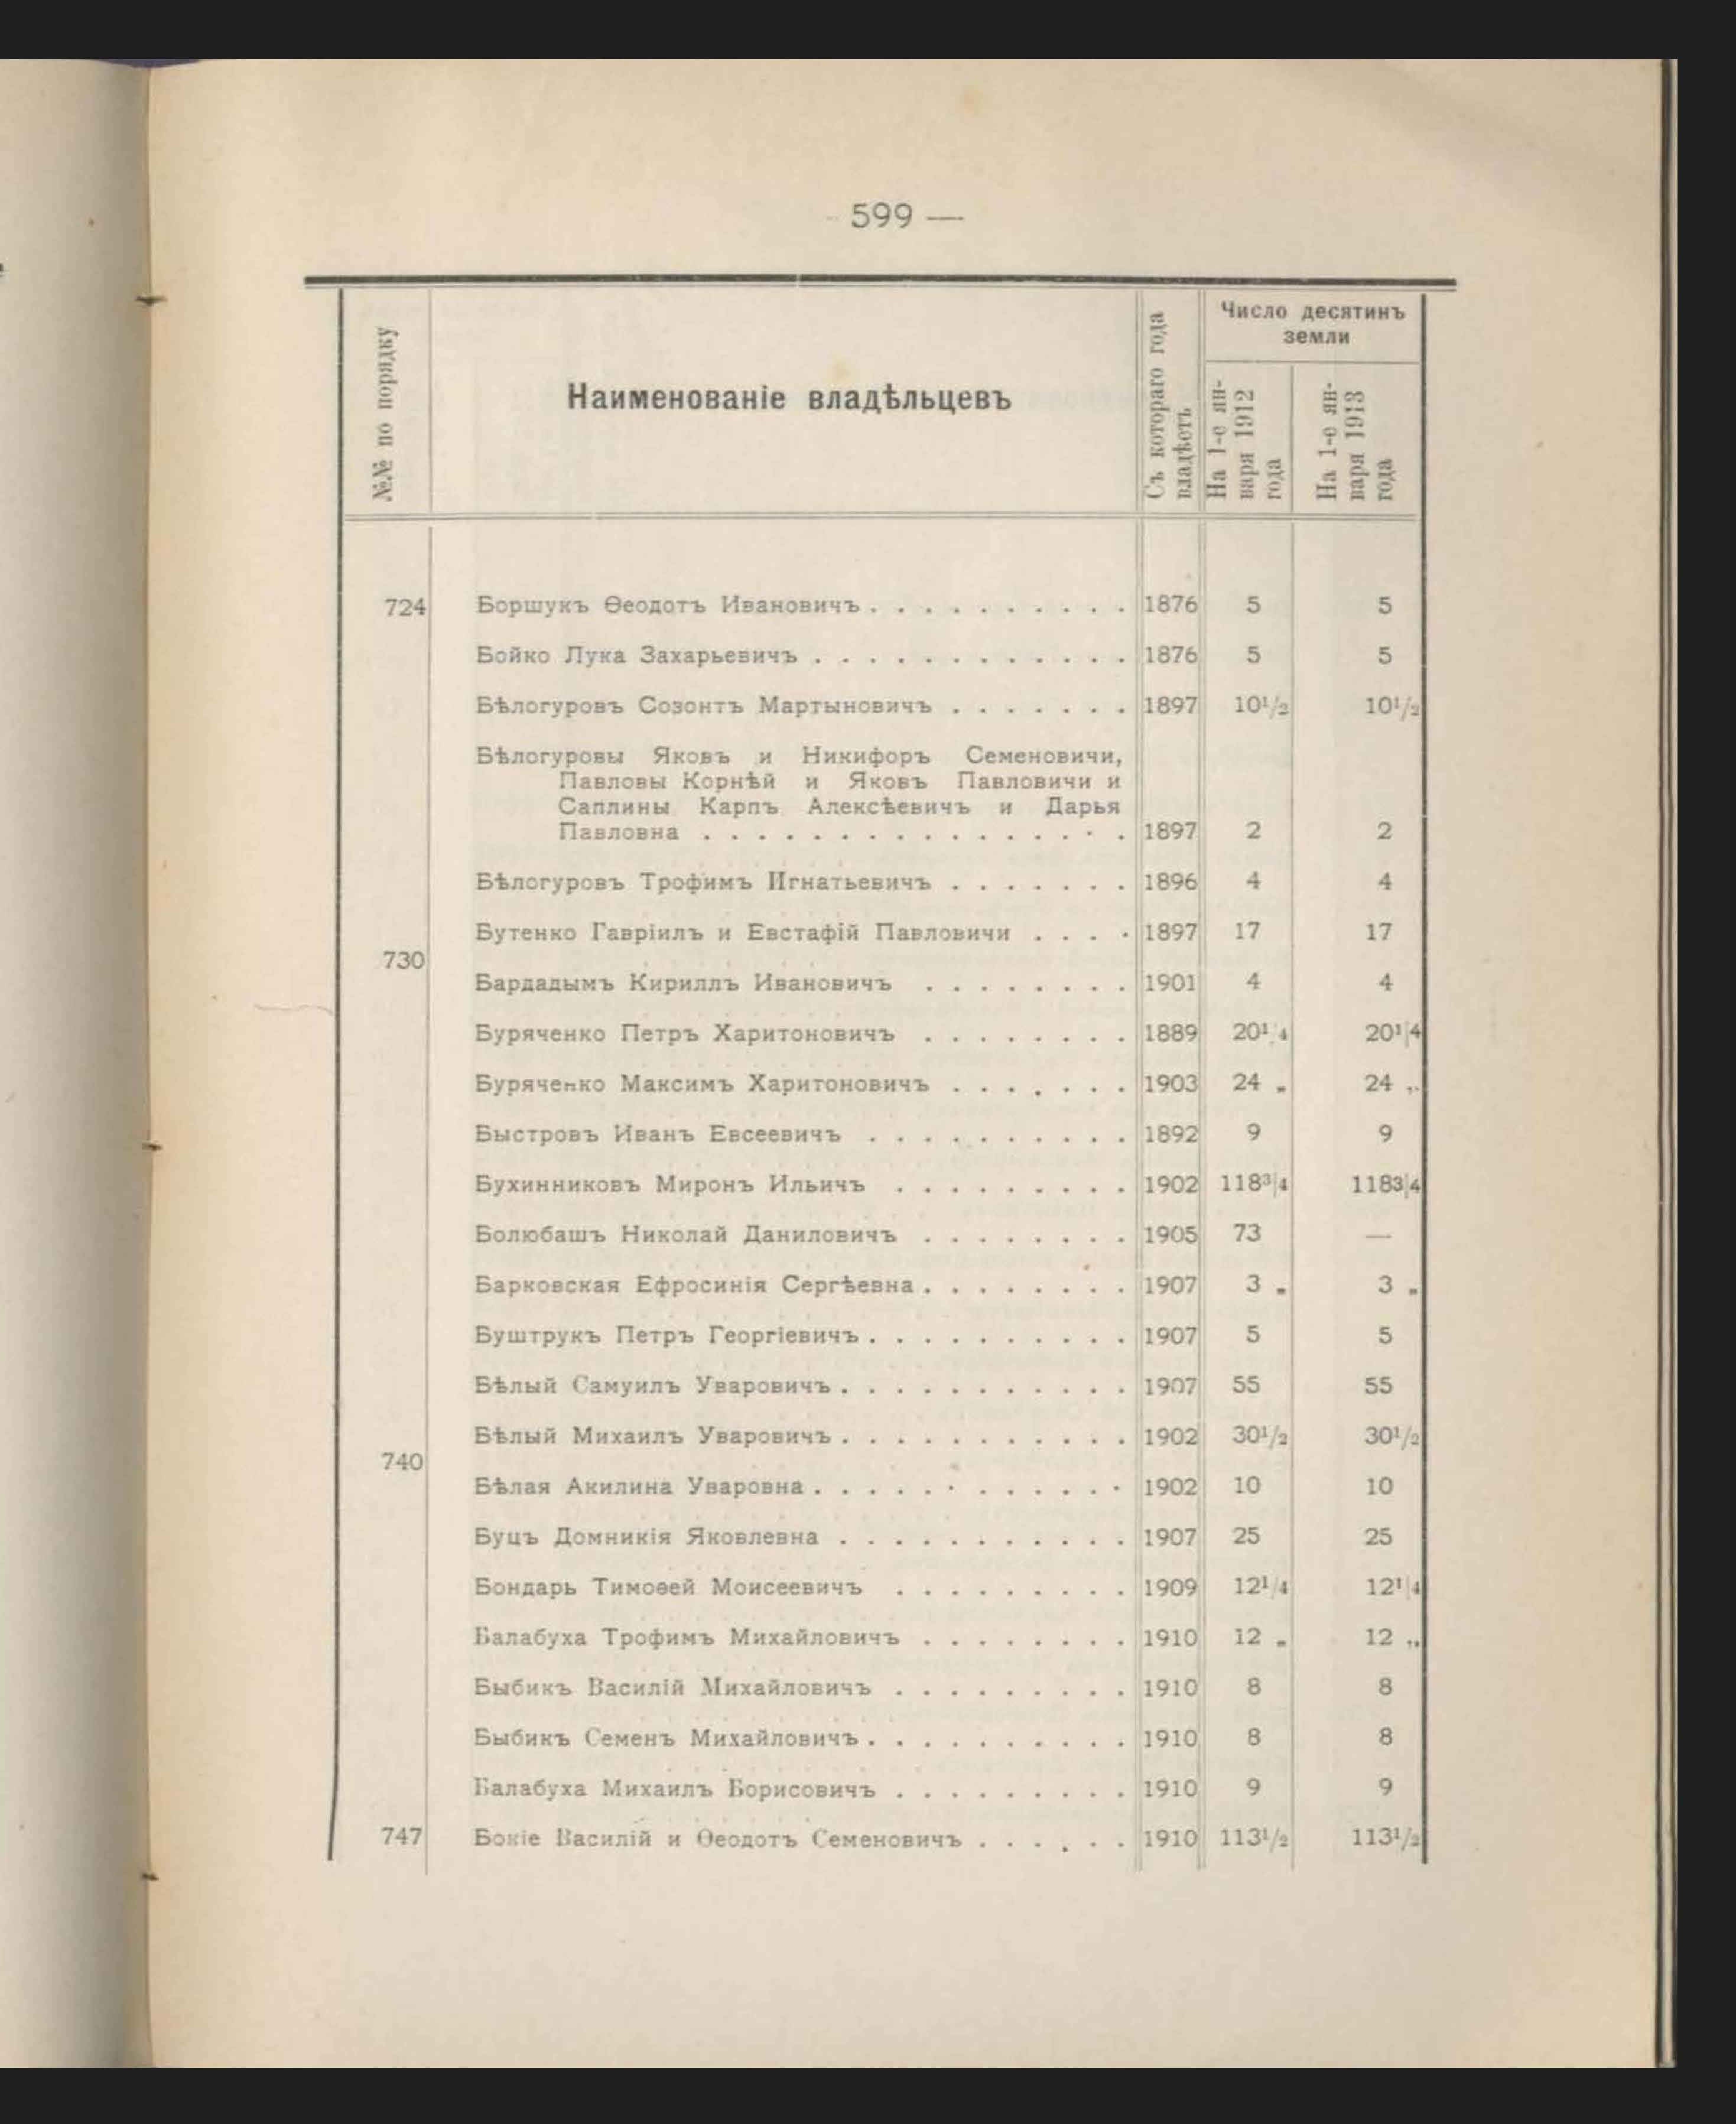 599 —
№№ по порядку
Наименованіе владѣльцевъ
Съ котораго года владѣетъ
Число десятинъ земли
На 1-е января 1912 года
На 1-е января 1913 года
724 Боршукъ Ѳеодотъ Ивановичъ . . . . . . . . . . 1876 5 5
Бойко Лука Захарьевичъ . . . . . . . . . . . . 1876 5 5
Бѣлогуровъ Созонтъ Мартыновичъ . . . . . . . 1897 10¹/₂ 10¹/₂
Бѣлогуровы Яковъ и Никифоръ Семеновичи,
Павловы Корнѣй и Яковъ Павловичи и
Саплины Карпъ Алексѣевичъ и Дарья
Павловна . . . . . . . . . . . . . . . . 1897 2 2
Бѣлогуровъ Трофимъ Игнатьевичъ . . . . . . . 1896 4 4
Бутенко Гавріилъ и Евстафій Павловичи . . . . 1897 17 17
730 Бардадымъ Кириллъ Ивановичъ . . . . . . . . 1901 4 4
Буряченко Петръ Харитоновичъ . . . . . . . . 1889 20¹/₄ 20¹/₄
Буряченко Максимъ Харитоновичъ . . . . . . . 1903 24 „ 24 „
Быстровъ Иванъ Евсеевичъ . . . . . . . . . . 1892 9 9
Бухинниковъ Миронъ Ильичъ . . . . . . . . . 1902 118³/₄ 118³/₄
Болюбашъ Николай Даниловичъ . . . . . . . . 1905 73 —
Барковская Ефросинія Сергѣевна . . . . . . . . 1907 3 „ 3 „
Буштрукъ Петръ Георгіевичъ . . . . . . . . . . 1907 5 5
Бѣлый Самуилъ Уваровичъ . . . . . . . . . . . 1907 55 55
Бѣлый Михаилъ Уваровичъ . . . . . . . . . . . 1902 30¹/₂ 30¹/₂
740 Бѣлая Акилина Уваровна . . . . . . . . . . . . 1902 10 10
Буцъ Домникія Яковлевна . . . . . . . . . . . 1907 25 25
Бондарь Тимоѳей Моисеевичъ . . . . . . . . . 1909 12¹/₄ 12¹/₄
Балабуха Трофимъ Михайловичъ . . . . . . . . 1910 12 „ 12 „
Быбикъ Василій Михайловичъ . . . . . . . . . 1910 8 8
Быбикъ Семенъ Михайловичъ . . . . . . . . . . 1910 8 8
Балабуха Михаилъ Борисовичъ . . . . . . . . . 1910 9 9
747 Бокіе Василій и Ѳеодотъ Семеновичъ . . . . . . 1910 113¹/₂ 113¹/₂